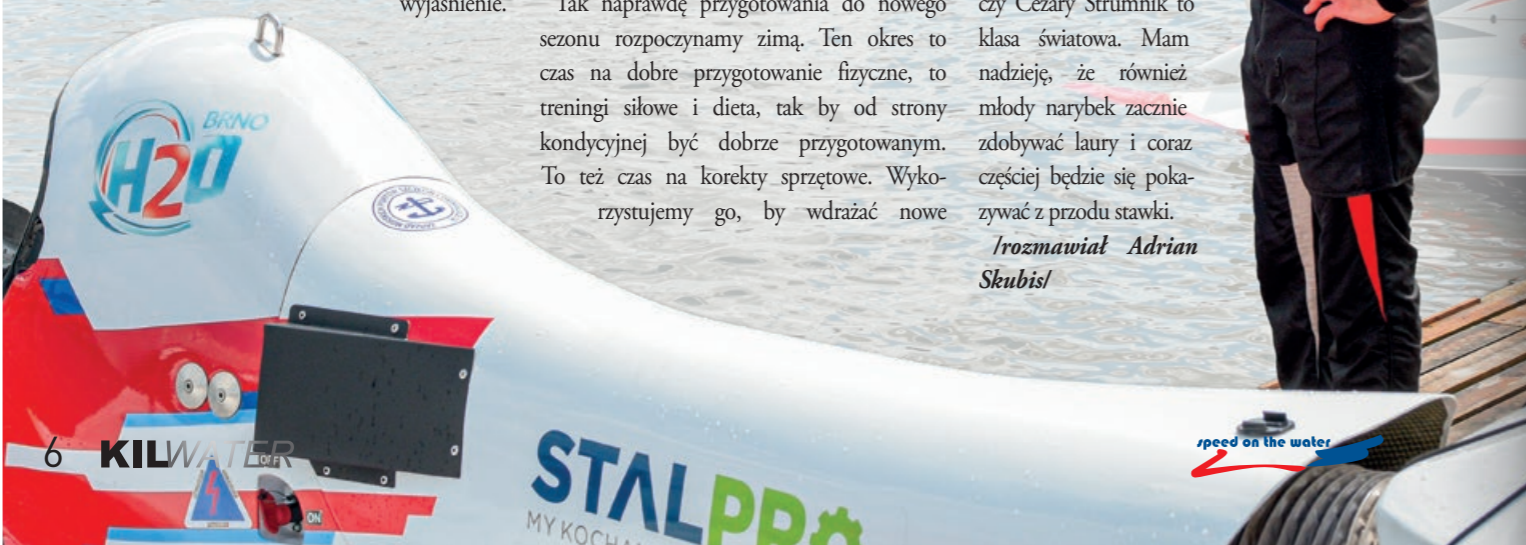 wyjaśnienie.
Tak naprawdę przygotowania do nowego
sezonu rozpoczynamy zimą. Ten okres to
czas na dobre przygotowanie fizyczne, to
treningi siłowe i dieta, tak by od strony
kondycyjnej być dobrze przygotowanym.
To też czas na korekty sprzętowe. Wyko-
rzystujemy go, by wdrażać nowe
czy Cezary Strumnik to
klasa światowa. Mam
nadzieję, że również
młody narybek zacznie
zdobywać laury i coraz
częściej będzie się poka-
zywać z przodu stawki.
/rozmawiał Adrian
Skubis/
BRNO
H2O
STALPRO
MY
OFF
ON
speed on the water
6 KILWATER